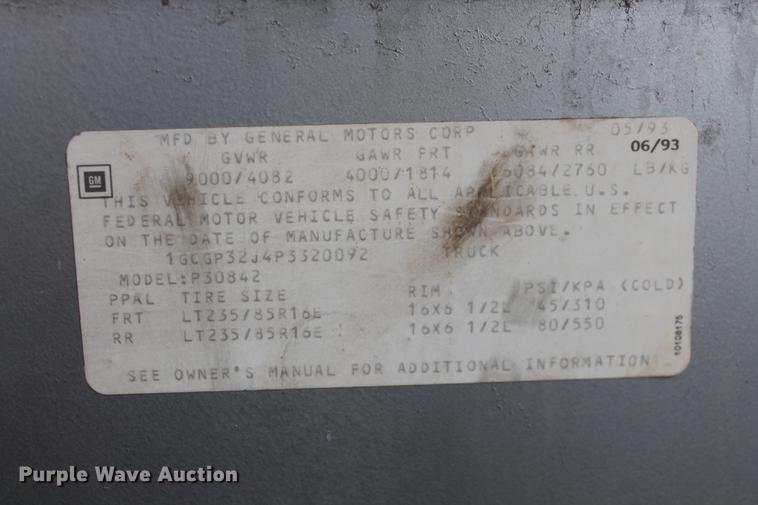 MFD BY GENERAL MOTORS CORP 05/93
GVWR GAWR FRT GAWR RR 06/93
GM
9000/4082 4000/1814 6084/2760 LB/KG
THIS VEHICLE CONFORMS TO ALL APPLICABLE U.S.
FEDERAL MOTOR VEHICLE SAFETY STANDARDS IN EFFECT
ON THE DATE OF MANUFACTURE SHOWN ABOVE.
1GCGP32J4P3320092 TRUCK
MODEL:P30842
PPAL TIRE SIZE RIM PSI/KPA (COLD)
FRT LT235/85R16E 16X6 1/2L 45/310
RR LT235/85R16E 16X6 1/2L 80/550
10108175
SEE OWNER'S MANUAL FOR ADDITIONAL INFORMATION
Purple Wave Auction